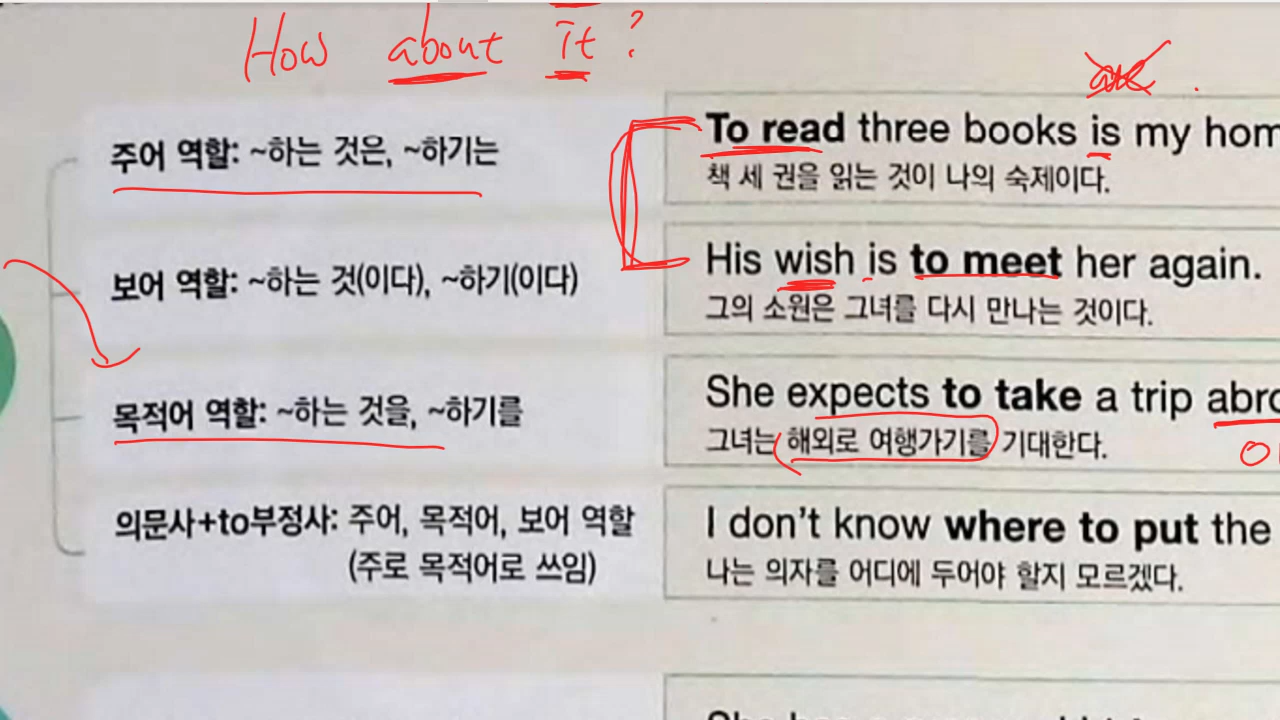 How about it?
are
주어 역할: ~하는 것은, ~하기는
To read three books is my hom
책 세 권을 읽는 것이 나의 숙제이다.
보어 역할: ~하는 것(이다), ~하기(이다)
His wish is to meet her again.
그의 소원은 그녀를 다시 만나는 것이다.
목적어 역할: ~하는 것을, ~하기를
She expects to take a trip abro
그녀는 해외로 여행가기를 기대한다.
의문사+to부정사: 주어, 목적어, 보어 역할
(주로 목적어로 쓰임)
I don't know where to put the
나는 의자를 어디에 두어야 할지 모르겠다.